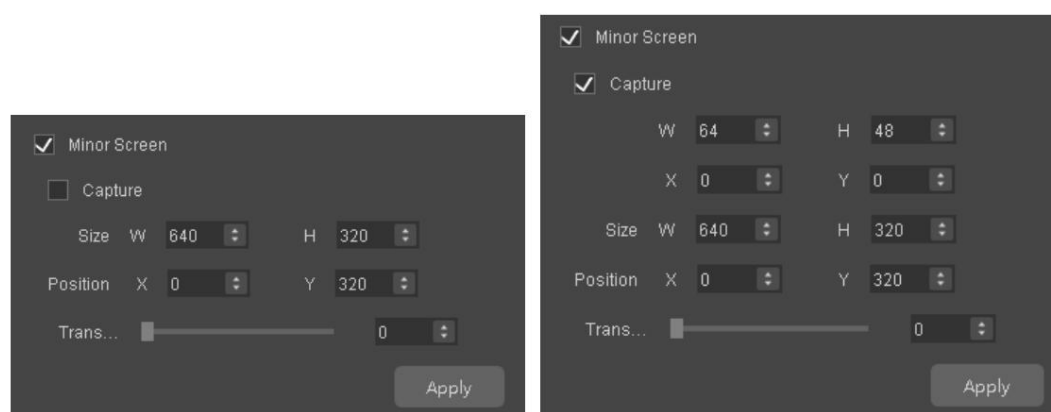 Minor Screen
Capture
Size W 640 H 320
Position X 0 Y 320
Trans... 0
Apply
Minor Screen
Capture
W 64 H 48
X 0 Y 0
Size W 640 H 320
Position X 0 Y 320
Trans... 0
Apply